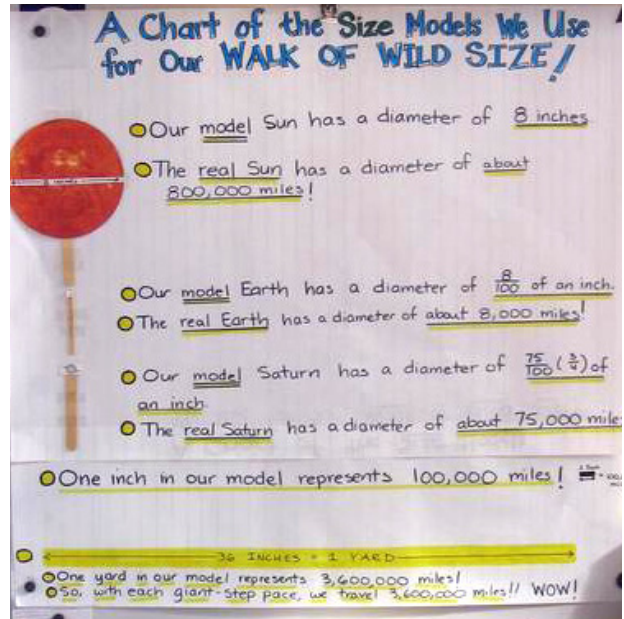 A Chart of the Size Models We Use
for Our WALK OF WILD SIZE!
Our model Sun has a diameter of 8 inches
The real Sun has a diameter of about
800,000 miles!
Our model Earth has a diameter of 8/100 of an inch.
The real Earth has a diameter of about 8,000 miles!
Our model Saturn has a diameter of 75/100 (3/4) of
an inch
The real Saturn has a diameter of about 75,000 mile
One inch in our model represents 100,000 miles!
36 INCHES = 1 YARD
One yard in our model represents 3,600,000 miles!
So, with each giant-step pace, we travel 3,600,000 miles!! WOW!